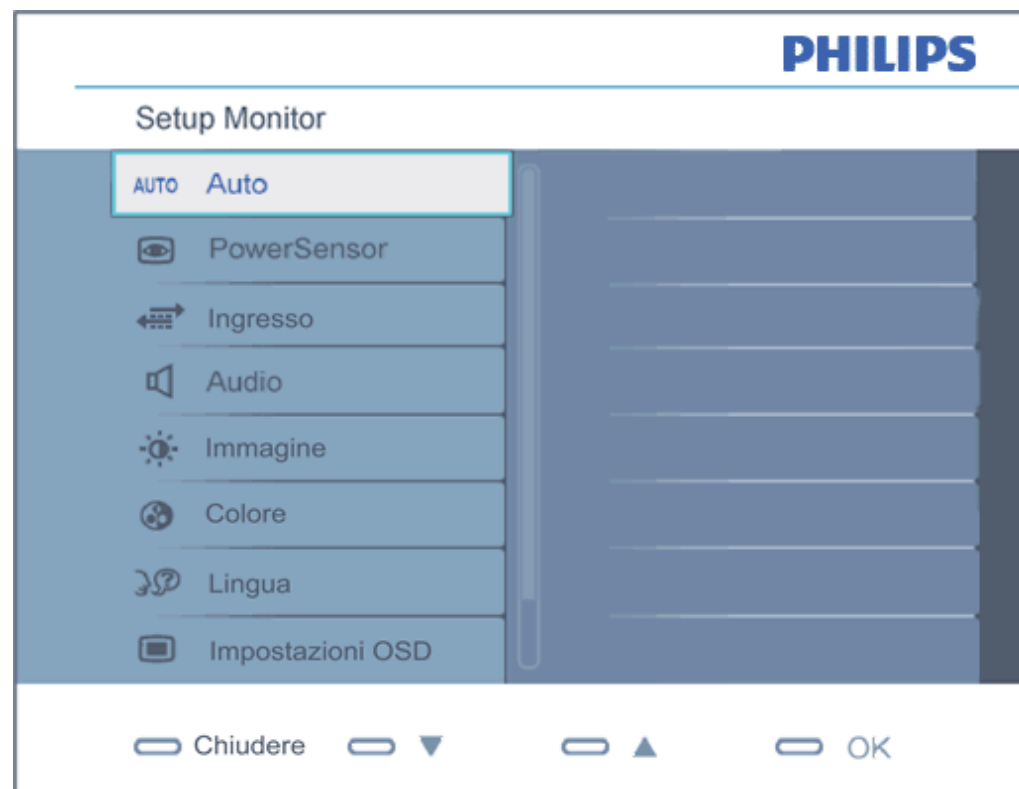 PHILIPS
Setup Monitor
AUTO Auto
PowerSensor
Ingresso
Audio
Immagine
Colore
Lingua
Impostazioni OSD
Chiudere ▼ ▲ OK